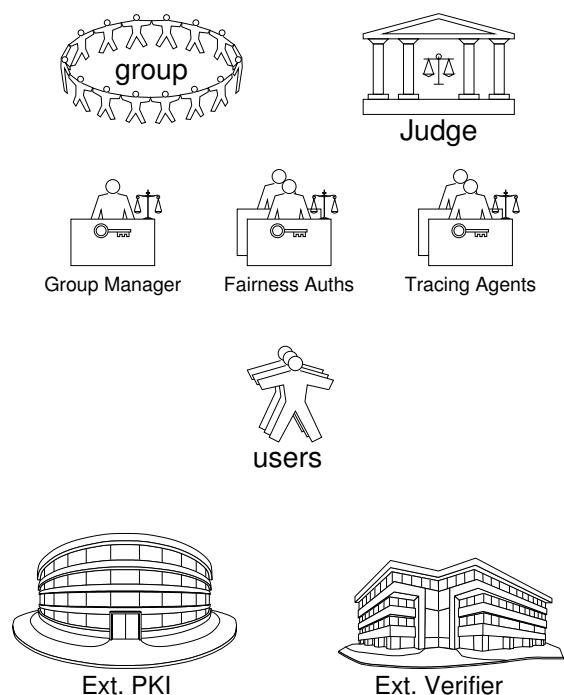 group
Judge
Group Manager
Fairness Auths
Tracing Agents
users
Ext. PKI
Ext. Verifier